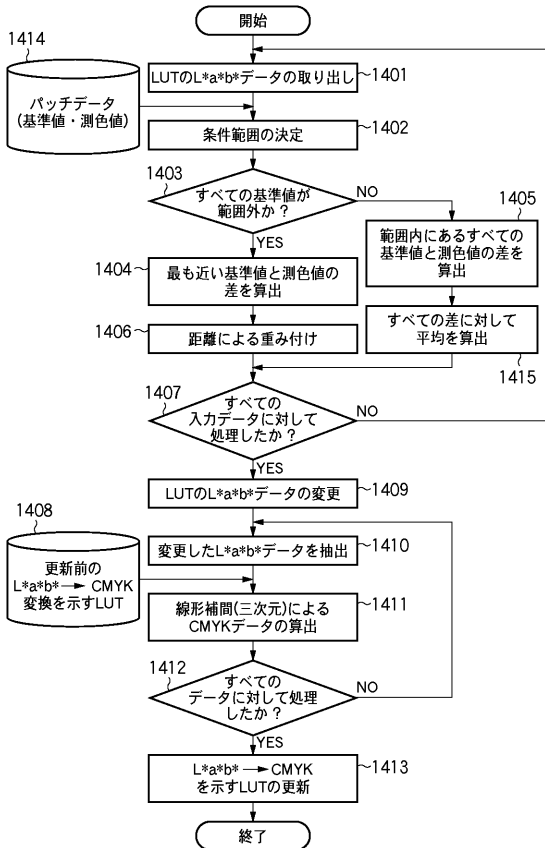 開始
1414
パッチデータ
(基準値・測色値)
LUTのL*a*b*データの取り出し
1401
条件範囲の決定
1402
1403
すべての基準値が
範囲外か？
NO
YES
1405
範囲内にあるすべての
基準値と測色値の差を
算出
1404
最も近い基準値と測色値の
差を算出
1406
距離による重み付け
すべての差に対して
平均を算出
1415
1407
すべての
入力データに対して
処理したか？
NO
YES
LUTのL*a*b*データの変更
1409
1408
更新前の
L*a*b* → CMYK
変換を示すLUT
変更したL*a*b*データを抽出
1410
線形補間(三次元)による
CMYKデータの算出
1411
1412
すべての
データに対して処理
したか？
NO
YES
L*a*b* → CMYK
を示すLUTの更新
1413
終了